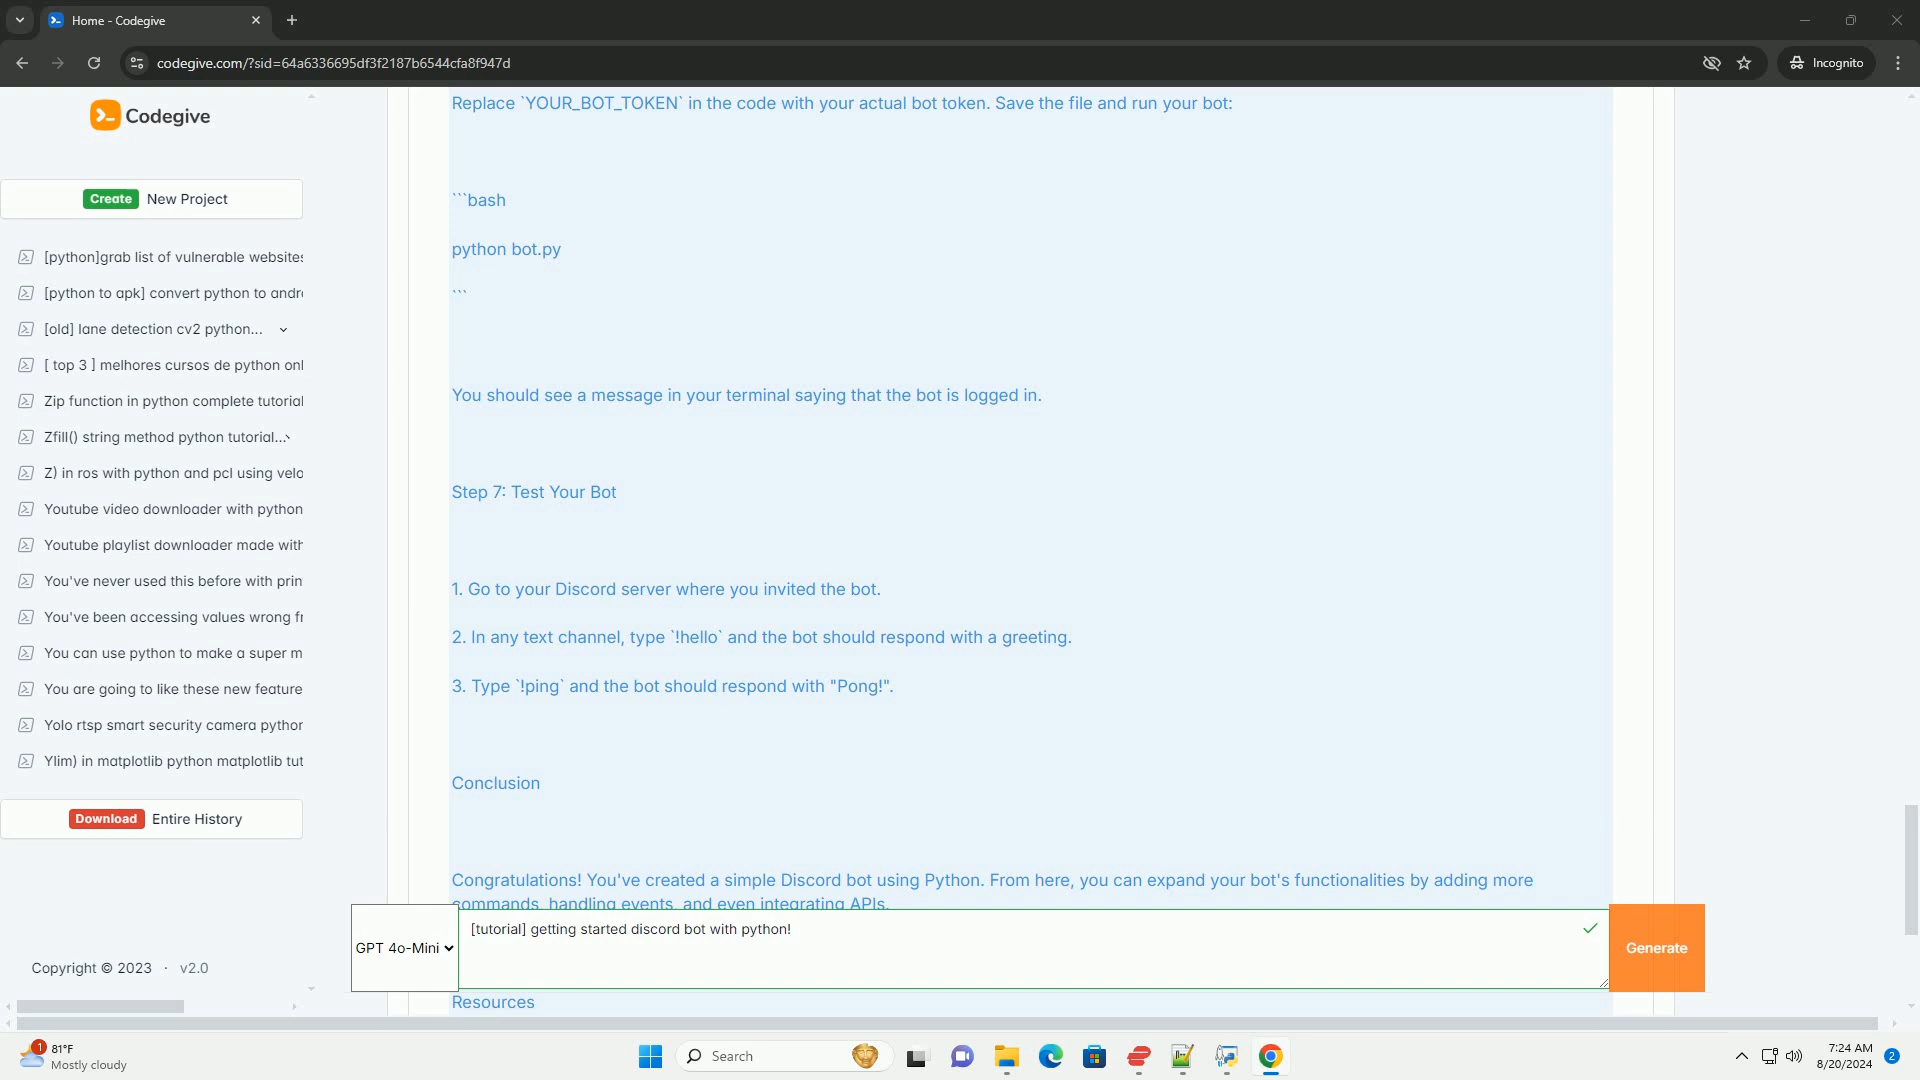 Home - Codegive
codegive.com/?sid=64a6336695df3f2187b6544cfa8f947d
Incognito
Codegive
Create New Project
[python]grab list of vulnerable websites
[python to apk] convert python to andr
[old] lane detection cv2 python...
[ top 3 ] melhores cursos de python onl
Zip function in python complete tutorial
Zfill() string method python tutorial...
Z) in ros with python and pcl using velo
Youtube video downloader with python
Youtube playlist downloader made with
You've never used this before with prin
You've been accessing values wrong fr
You can use python to make a super m
You are going to like these new feature
Yolo rtsp smart security camera python
Ylim) in matplotlib python matplotlib tut
Download Entire History
Copyright © 2023 · v2.0
Replace `YOUR_BOT_TOKEN` in the code with your actual bot token. Save the file and run your bot:
```bash
python bot.py
```
You should see a message in your terminal saying that the bot is logged in.
Step 7: Test Your Bot
1. Go to your Discord server where you invited the bot.
2. In any text channel, type `!hello` and the bot should respond with a greeting.
3. Type `!ping` and the bot should respond with "Pong!".
Conclusion
Congratulations! You've created a simple Discord bot using Python. From here, you can expand your bot's functionalities by adding more
commands, handling events, and even integrating APIs.
GPT 4o-Mini
[tutorial] getting started discord bot with python!
Generate
Resources
1
81°F
Mostly cloudy
Search
7:24 AM
8/20/2024
2